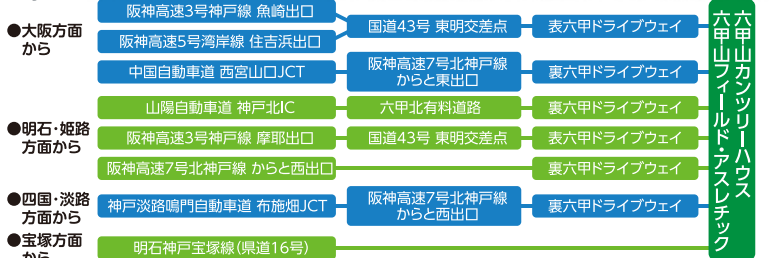 ●大阪方面
から
阪神高速3号神戸線 魚崎出口
阪神高速5号湾岸線 住吉浜出口
国道43号 東明交差点
表六甲ドライブウェイ
中国自動車道 西宮山口JCT
阪神高速7号北神戸線
からと東出口
裏六甲ドライブウェイ
●明石・姫路
方面から
山陽自動車道 神戸北IC
六甲北有料道路
裏六甲ドライブウェイ
阪神高速3号神戸線 摩耶出口
国道43号 東明交差点
表六甲ドライブウェイ
阪神高速7号北神戸線 からと西出口
裏六甲ドライブウェイ
●四国・淡路
方面から
神戸淡路鳴門自動車道 布施畑JCT
阪神高速7号北神戸線
からと西出口
裏六甲ドライブウェイ
●宝塚方面
から
明石神戸宝塚線(県道16号)
六甲山カンツリーハウス
六甲山フィールド・アスレチック